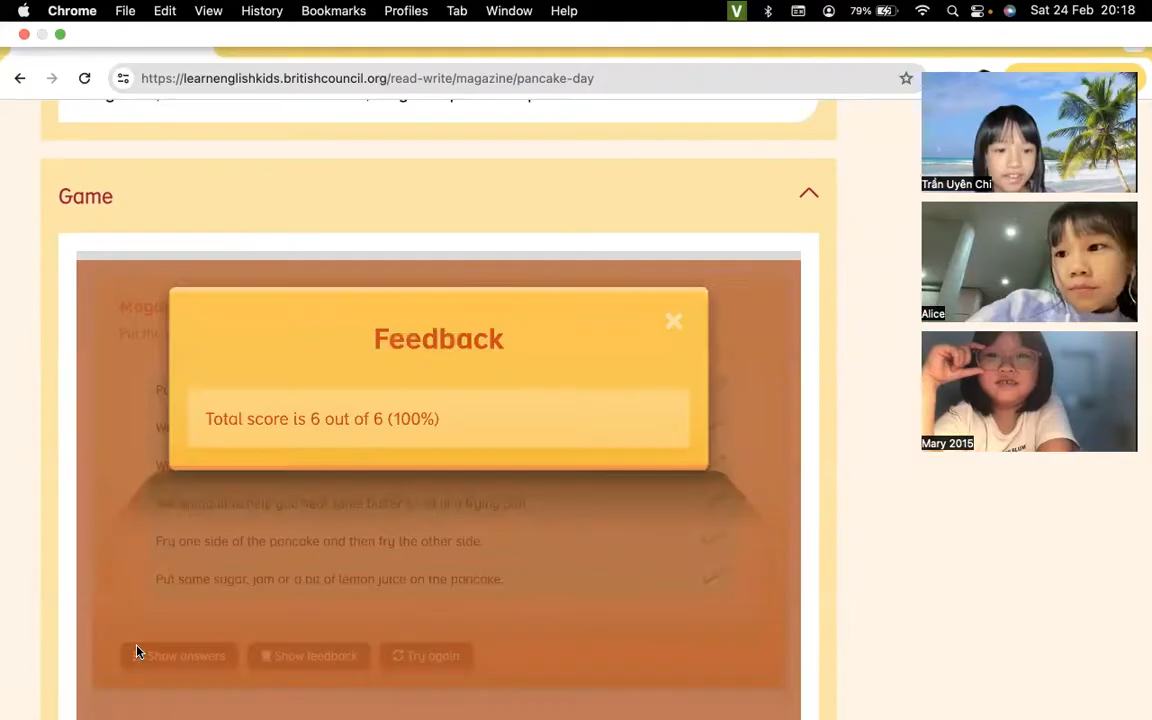 Chrome File Edit View History Bookmarks Profiles Tab Window Help V 79% Sat 24 Feb 20:18
https://learnenglishkids.britishcouncil.org/read-write/magazine/pancake-day
Trần Uyên Chi
Game
Feedback
Total score is 6 out of 6 (100%)
Alice
Fry one side of the pancake and then fry the other side.
Put some sugar, jam or a bit of lemon juice on the pancake.
Mary 2015
Show answers Show feedback Try again